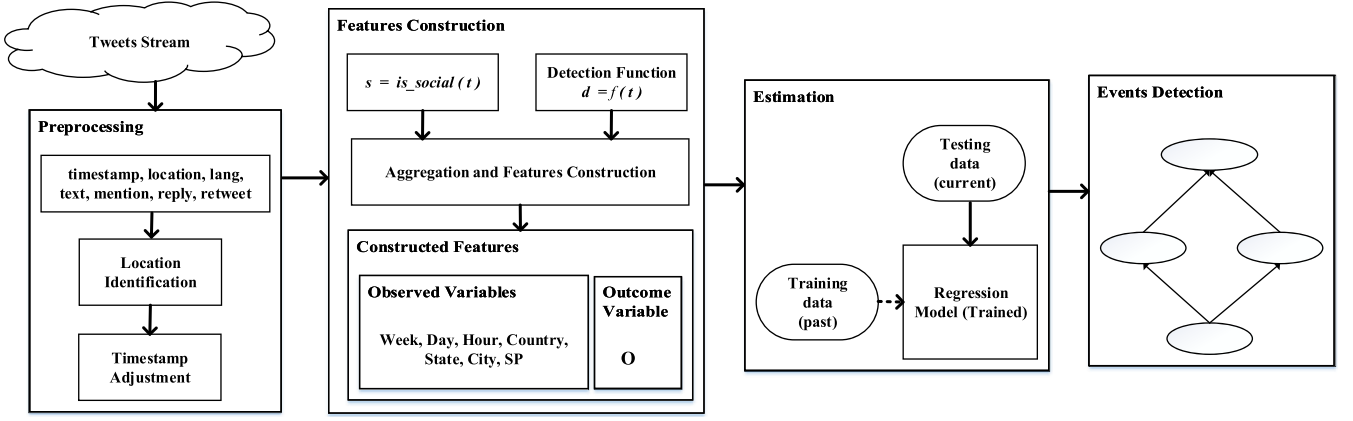 Tweets Stream
Preprocessing
timestamp, location, lang,
text, mention, reply, retweet
Location
Identification
Timestamp
Adjustment
Features Construction
s = is_social ( t )
Detection Function
d = f ( t )
Aggregation and Features Construction
Constructed Features
Observed Variables
Week, Day, Hour, Country,
State, City, SP
Outcome
Variable
O
Estimation
Testing
data
(current)
Training
data
(past)
Regression
Model (Trained)
Events Detection